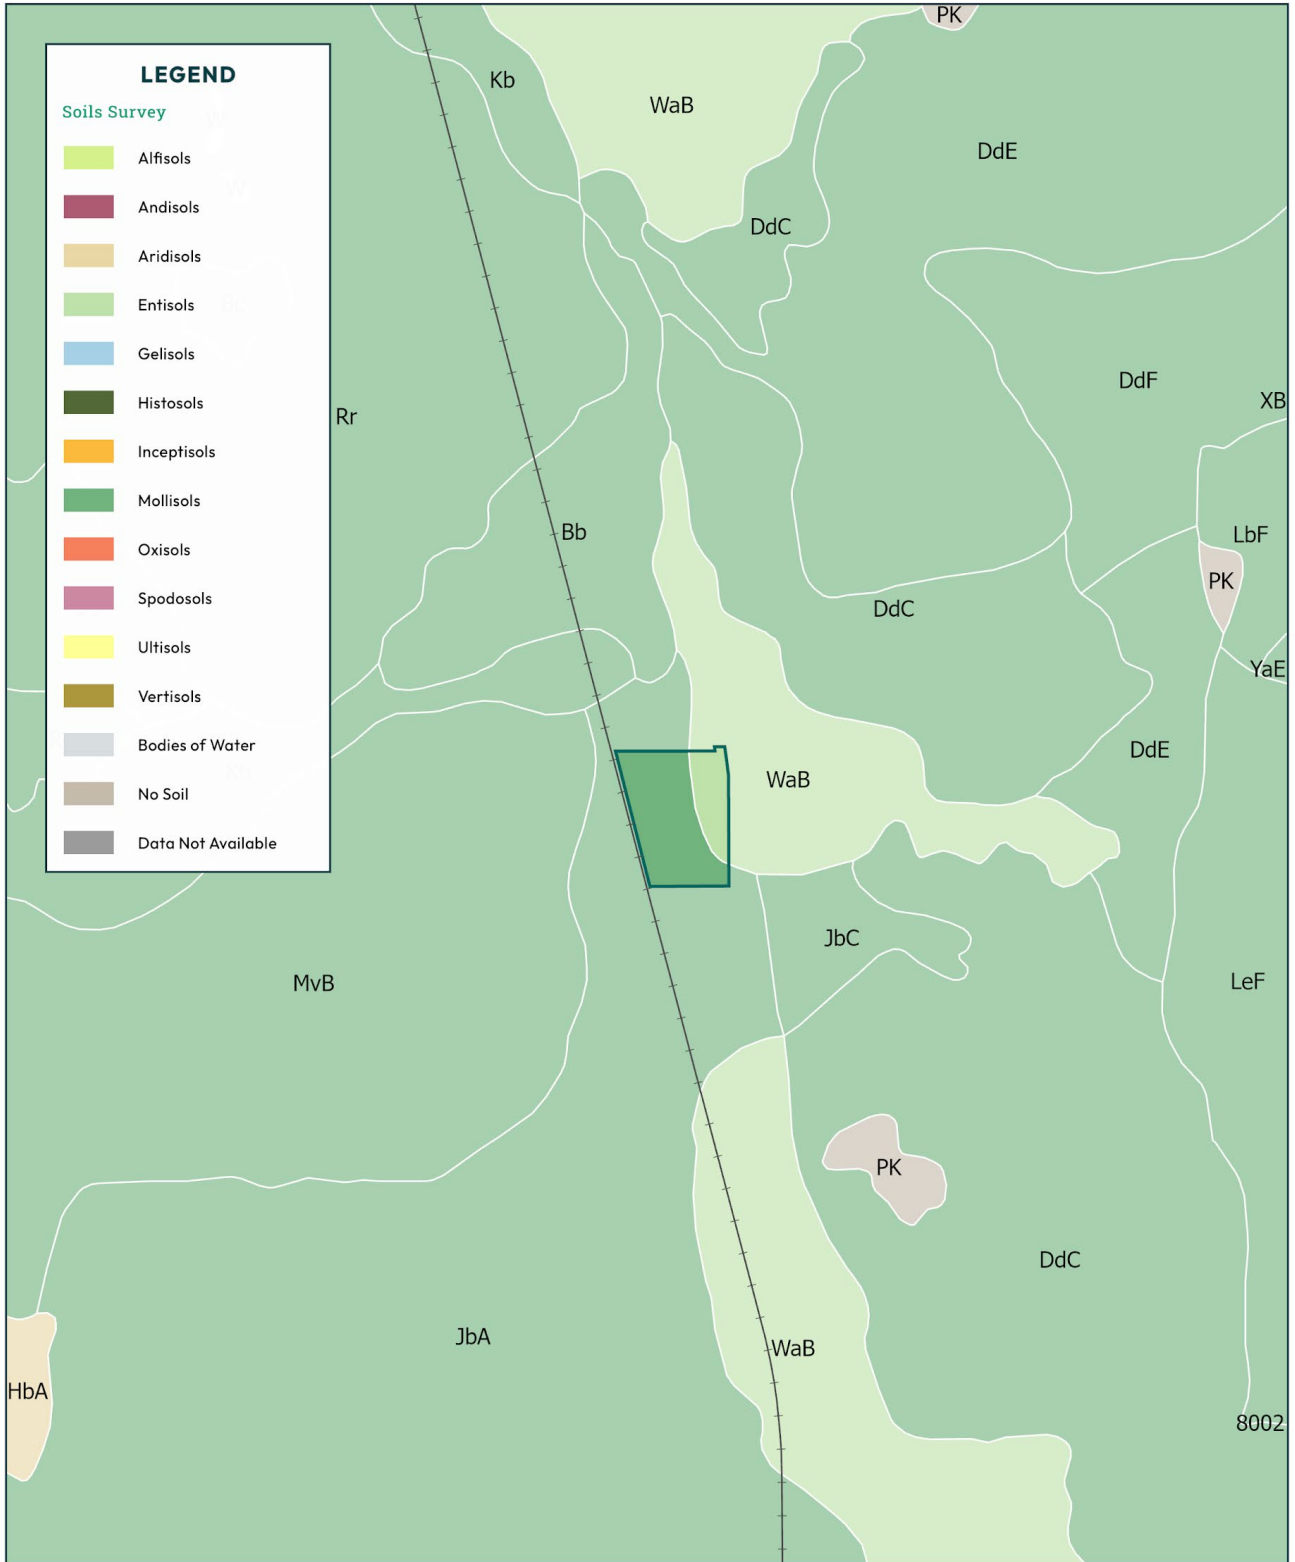 LEGEND
Soils Survey
Alfisols
Andisols
Aridisols
Entisols
Gelisols
Histosols
Inceptisols
Mollisols
Oxisols
Spodosols
Ultisols
Vertisols
Bodies of Water
No Soil
Data Not Available
PK
Kb
WaB
DdE
DdC
DdF
XB
Rr
Bb
LbF
PK
DdC
YaE
DdE
WaB
JbC
MvB
LeF
PK
DdC
JbA
WaB
HbA
8002